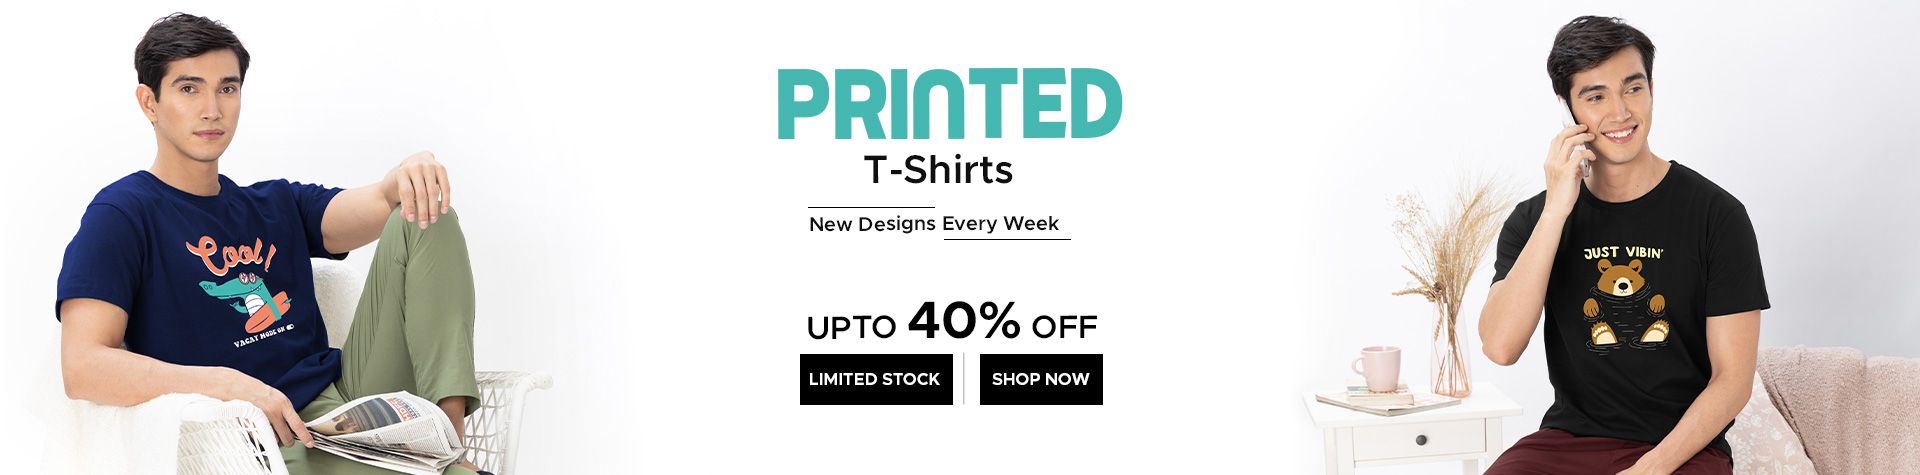 PRINTED
T-Shirts
New Designs Every Week
UPTO 40% OFF
LIMITED STOCK
SHOP NOW
Cool!
VACAY MODE ON
JUST VIBIN'